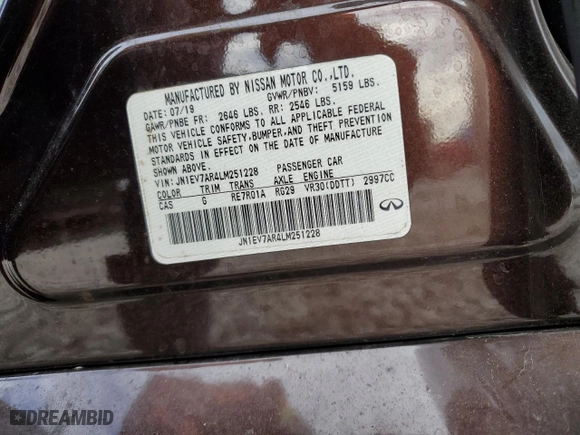 MANUFACTURED BY NISSAN MOTOR CO.,LTD.
DATE: 07/19 GVWR/PNBV: 5159 LBS.
GAWR/PNBE FR: 2646 LBS. RR: 2546 LBS.
THIS VEHICLE CONFORMS TO ALL APPLICABLE FEDERAL
MOTOR VEHICLE SAFETY,BUMPER,AND THEFT PREVENTION
STANDARDS IN EFFECT ON THE DATE OF MANUFACTURE
SHOWN ABOVE.
VIN: JN1EV7AR4LM251228 PASSENGER CAR
COLOR TRIM TRANS AXLE ENGINE
CAS G RE7R01A RG29 VR30(DDTT) 2997CC
JN1EV7AR4LM251228
DREAMBID